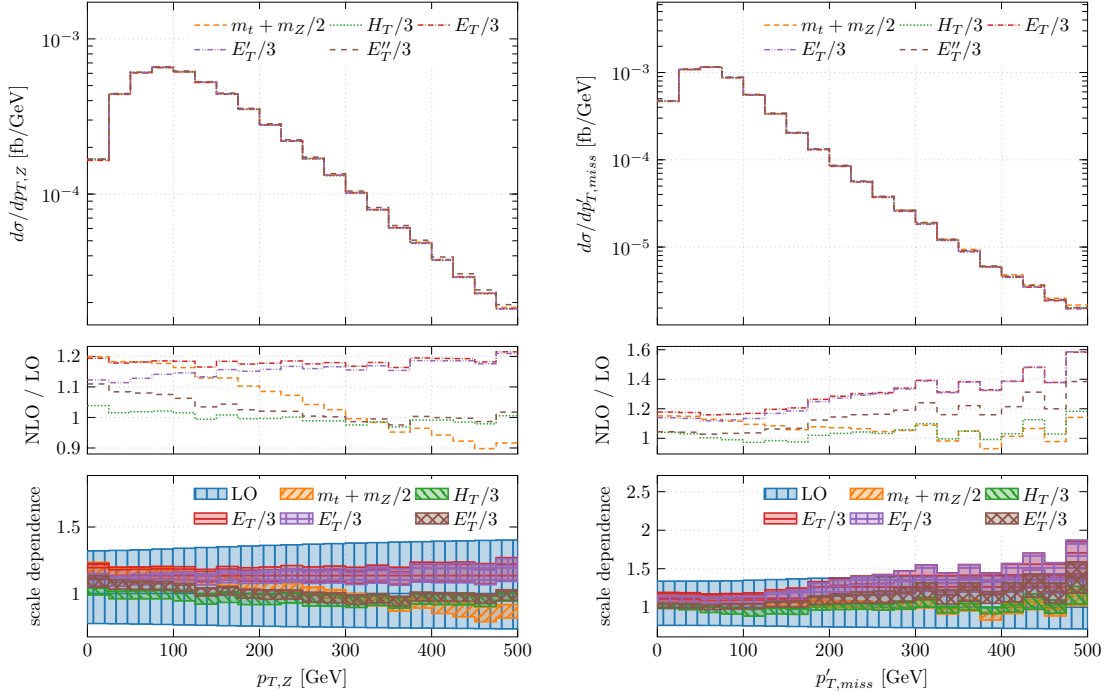 10⁻³
10⁻⁴
dσ/dp_{T,Z} [fb/GeV]
m_t + m_Z/2 H_T/3 E_T/3
E′_T/3 E″_T/3
1.2
1.1
1
0.9
NLO / LO
1.5
1
scale dependence
LO m_t + m_Z/2 H_T/3
E_T/3 E′_T/3 E″_T/3
0 100 200 300 400 500
p_{T,Z} [GeV]
10⁻³
10⁻⁴
10⁻⁵
dσ/dp′_{T,miss} [fb/GeV]
m_t + m_Z/2 H_T/3 E_T/3
E′_T/3 E″_T/3
1.6
1.4
1.2
1
NLO / LO
2.5
2
1.5
1
scale dependence
LO m_t + m_Z/2 H_T/3
E_T/3 E′_T/3 E″_T/3
0 100 200 300 400 500
p′_{T,miss} [GeV]